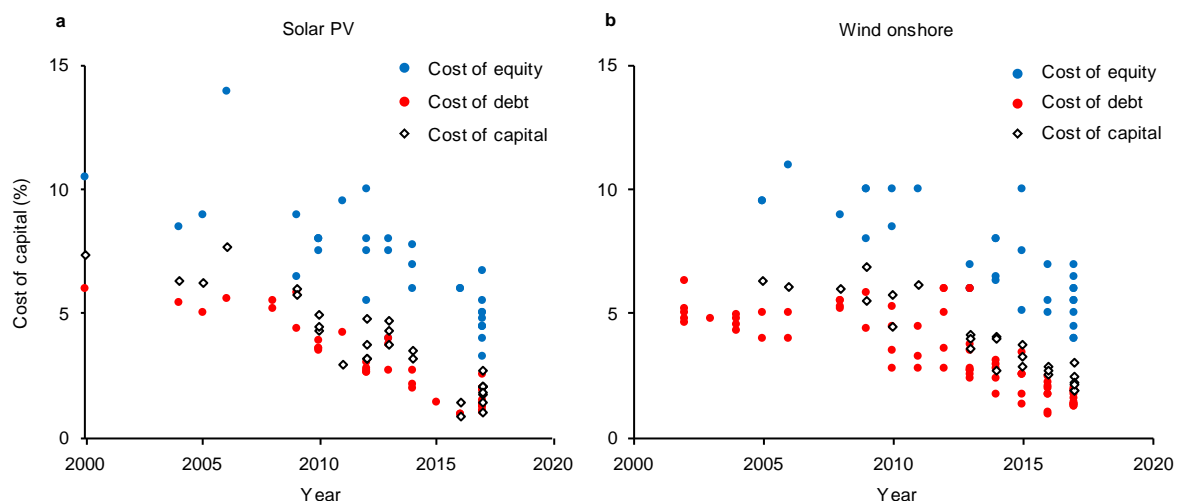 a
Solar PV
15
10
5
0
Cost of capital (%)
Cost of equity
Cost of debt
Cost of capital
2000
2005
2010
2015
2020
Year
b
Wind onshore
15
10
5
0
Cost of equity
Cost of debt
Cost of capital
2000
2005
2010
2015
2020
Year